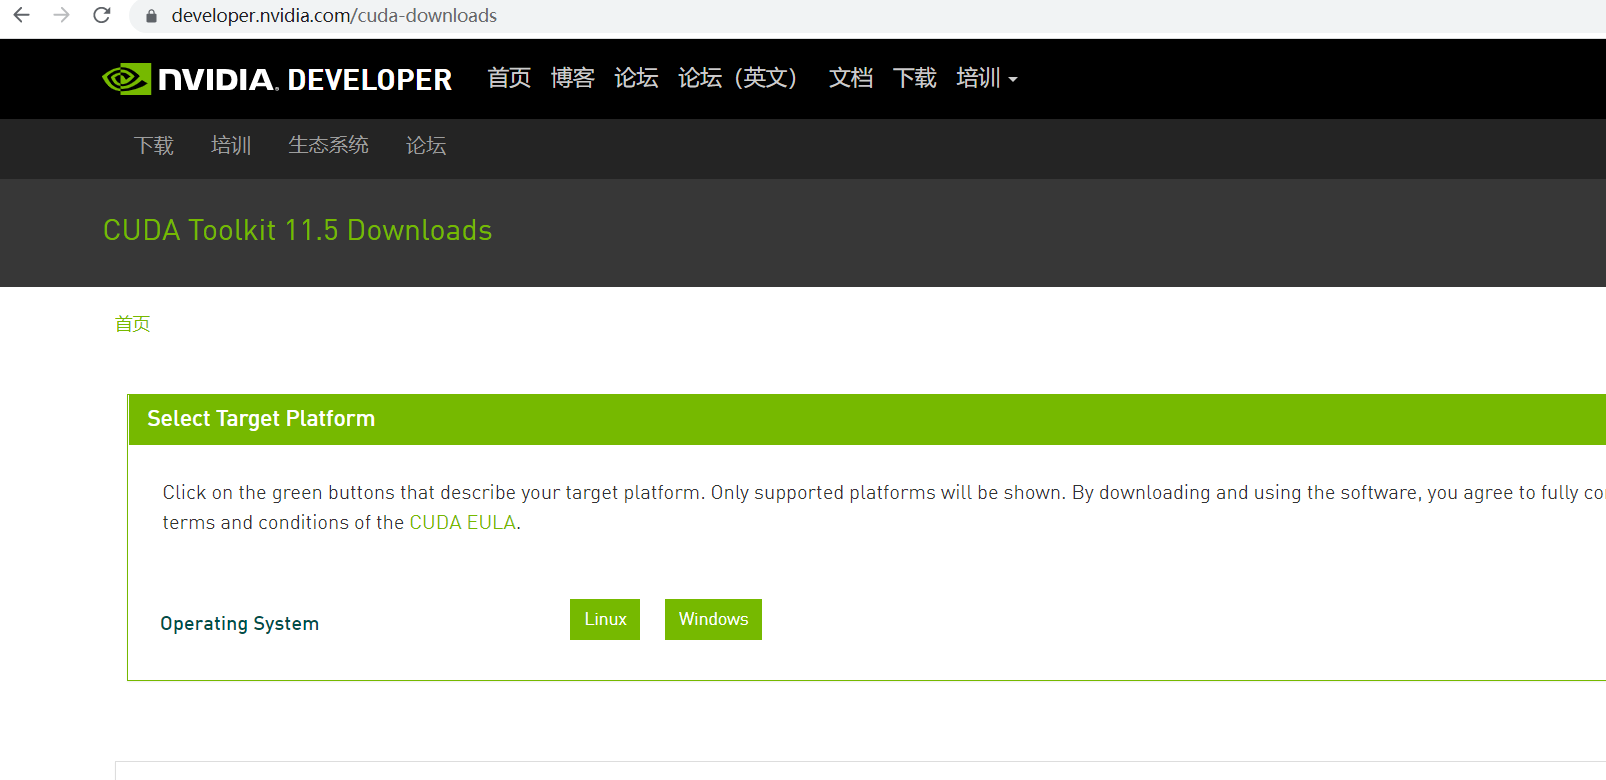 developer.nvidia.com/cuda-downloads
NVIDIA. DEVELOPER 首页 博客 论坛 论坛（英文） 文档 下载 培训
下载 培训 生态系统 论坛
CUDA Toolkit 11.5 Downloads
首页
Select Target Platform
Click on the green buttons that describe your target platform. Only supported platforms will be shown. By downloading and using the software, you agree to fully
terms and conditions of the CUDA EULA.
Operating System Linux Windows